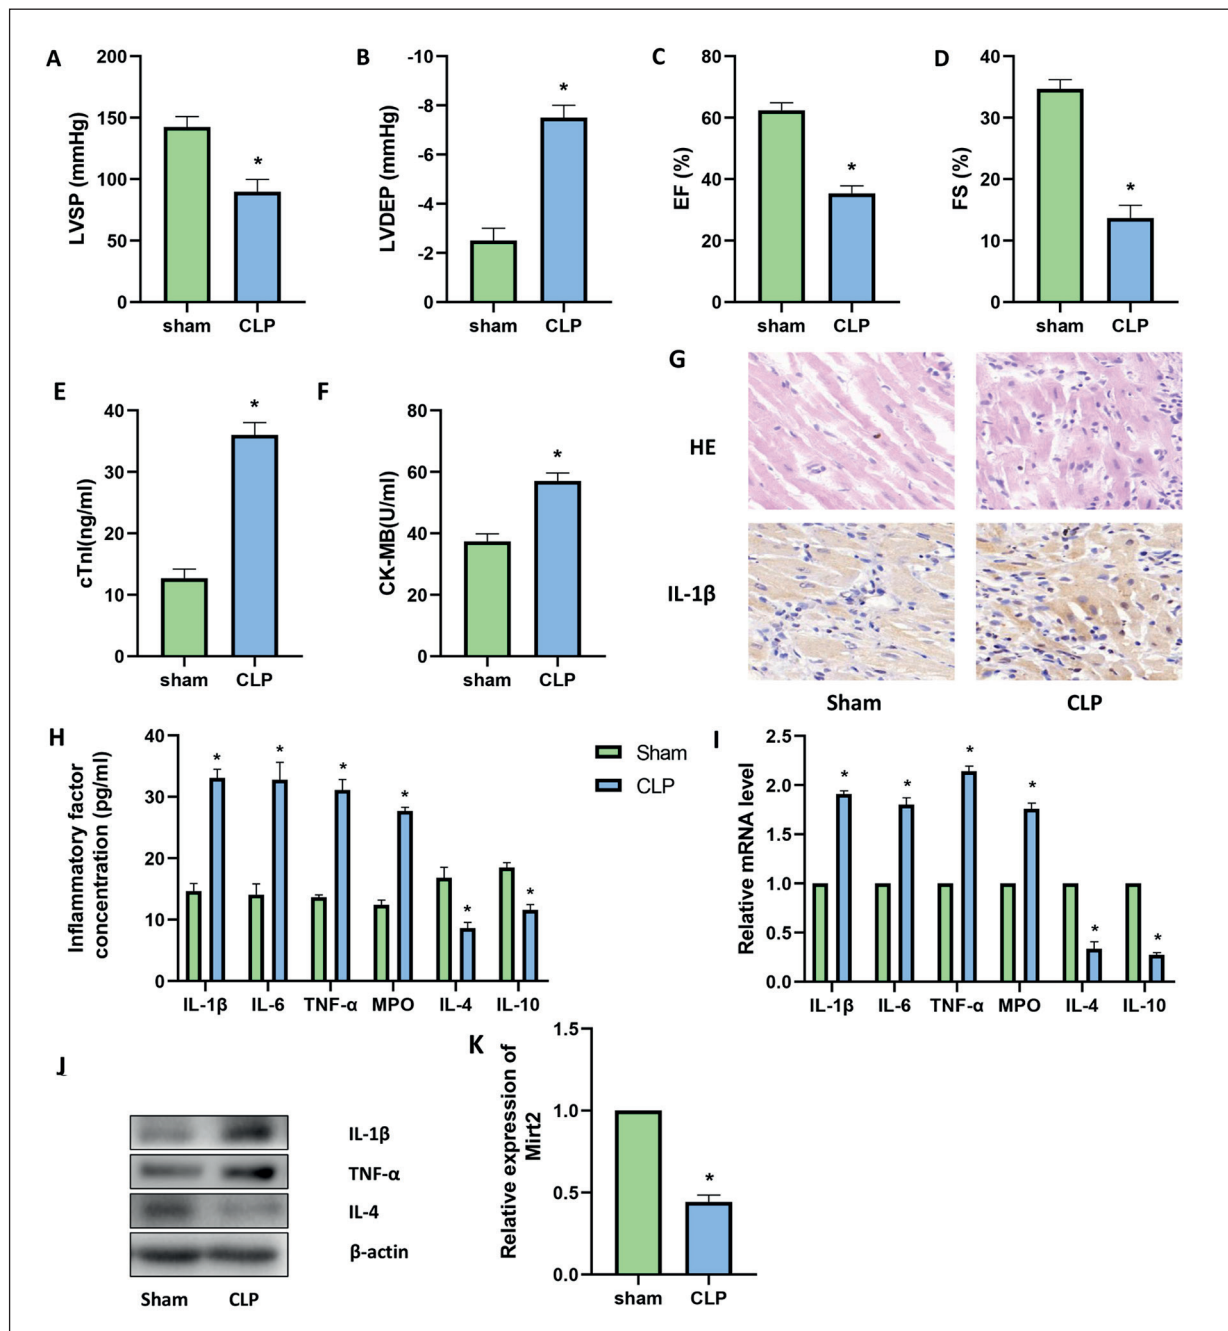 A
LVSP (mmHg)
200
150
100
50
0
*
sham
CLP
B
LVDEP (mmHg)
-10
-8
-6
-4
-2
0
*
sham
CLP
C
EF (%)
80
60
40
20
0
*
sham
CLP
D
FS (%)
40
30
20
10
0
*
sham
CLP
E
cTnI(ng/ml)
40
30
20
10
0
*
sham
CLP
F
CK-MB(U/ml)
80
60
40
20
0
*
sham
CLP
G
HE
IL-1β
Sham
CLP
H
Inflammatory factor
concentration (pg/ml)
40
30
20
10
0
*
*
*
*
*
*
IL-1β
IL-6
TNF-α
MPO
IL-4
IL-10
Sham
CLP
I
Relative mRNA level
2.5
2.0
1.5
1.0
0.5
0.0
*
*
*
*
*
*
IL-1β
IL-6
TNF-α
MPO
IL-4
IL-10
J
IL-1β
TNF-α
IL-4
β-actin
Sham
CLP
K
Relative expression of
Mirt2
1.5
1.0
0.5
0.0
*
sham
CLP